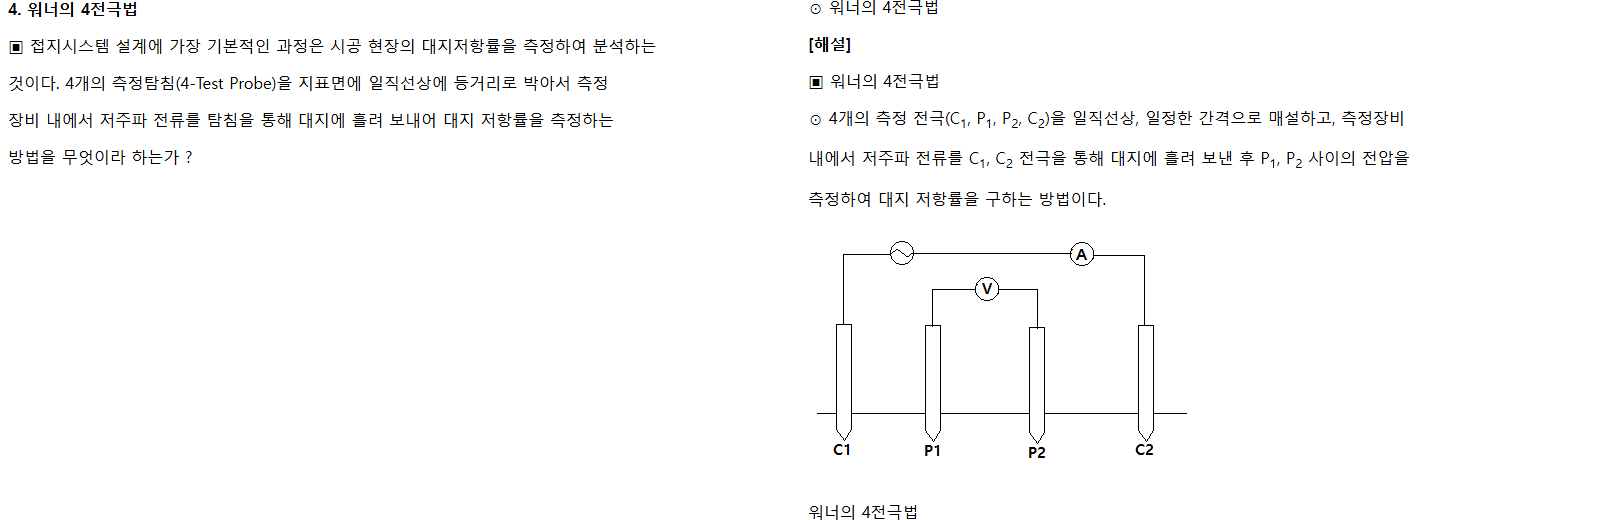 4. 워너의 4전극법
▣ 접지시스템 설계에 가장 기본적인 과정은 시공 현장의 대지저항률을 측정하여 분석하는
것이다. 4개의 측정탐침(4-Test Probe)을 지표면에 일직선상에 등거리로 박아서 측정
장비 내에서 저주파 전류를 탐침을 통해 대지에 흘려 보내어 대지 저항률을 측정하는
방법을 무엇이라 하는가 ?
⊙ 워너의 4전극법
[해설]
▣ 워너의 4전극법
⊙ 4개의 측정 전극(C₁, P₁, P₂, C₂)을 일직선상, 일정한 간격으로 매설하고, 측정장비
내에서 저주파 전류를 C₁, C₂ 전극을 통해 대지에 흘려 보낸 후 P₁, P₂ 사이의 전압을
측정하여 대지 저항률을 구하는 방법이다.
A
V
C1 P1 P2 C2
워너의 4전극법